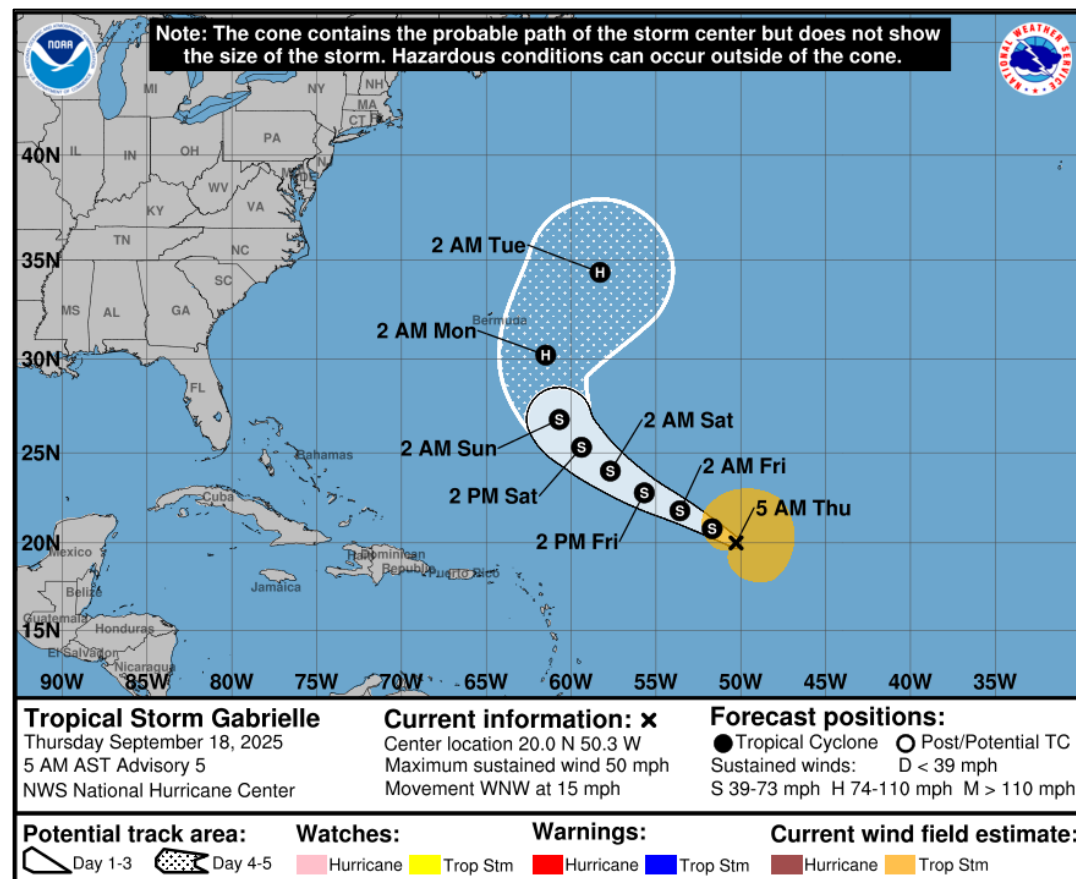 Note: The cone contains the probable path of the storm center but does not show
the size of the storm. Hazardous conditions can occur outside of the cone.
NOAA
NATIONAL WEATHER SERVICE
MI
NY
NH
MA
CT
PA
IL
IN
OH
WV
DE
KY
VA
TN
NC
SC
MS
AL
GA
FL
40N
35N
30N
25N
20N
15N
2 AM Tue
H
Bermuda
2 AM Mon
H
2 AM Sun
S
2 PM Sat
S
2 AM Sat
S
2 PM Fri
S
2 AM Fri
S
S
5 AM Thu
Bahamas
Cuba
Mexico
Dominican
Republic
Puerto Rico
Jamaica
Belize
Guatemala
Honduras
El Salvador
Nicaragua
90W 85W 80W 75W 70W 65W 60W 55W 50W 45W 40W 35W
Tropical Storm Gabrielle
Thursday September 18, 2025
5 AM AST Advisory 5
NWS National Hurricane Center
Current information: x
Center location 20.0 N 50.3 W
Maximum sustained wind 50 mph
Movement WNW at 15 mph
Forecast positions:
Tropical Cyclone Post/Potential TC
Sustained winds: D < 39 mph
S 39-73 mph H 74-110 mph M > 110 mph
Potential track area:
Day 1-3 Day 4-5
Watches:
Hurricane Trop Stm
Warnings:
Hurricane Trop Stm
Current wind field estimate:
Hurricane Trop Stm